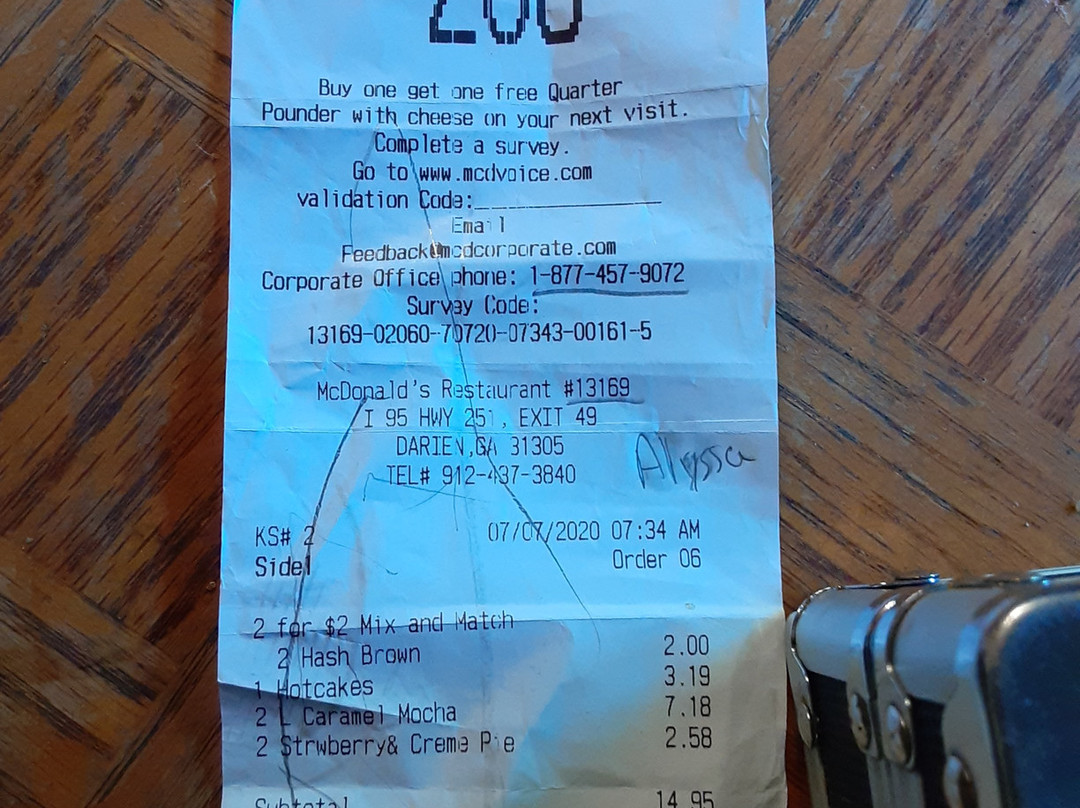 200
Buy one get one free Quarter
Pounder with cheese on your next visit.
Complete a survey.
Go to www.mcdvoice.com
validation Code:
Email
Feedback@mcdcorporate.com
Corporate Office phone: 1-877-457-9072
Survey Code:
13169-02060-70720-07343-00161-5
McDonald's Restaurant #13169
I 95 HWY 251, EXIT 49
DARIEN,GA 31305
TEL# 912-437-3840
Alyssa
KS# 2 07/07/2020 07:34 AM
Side1 Order 06
2 for $2 Mix and Match
2 Hash Brown 2.00
1 Hotcakes 3.19
2 L Caramel Mocha 7.18
2 Strwberry& Creme Pie 2.58
Subtotal 14.95